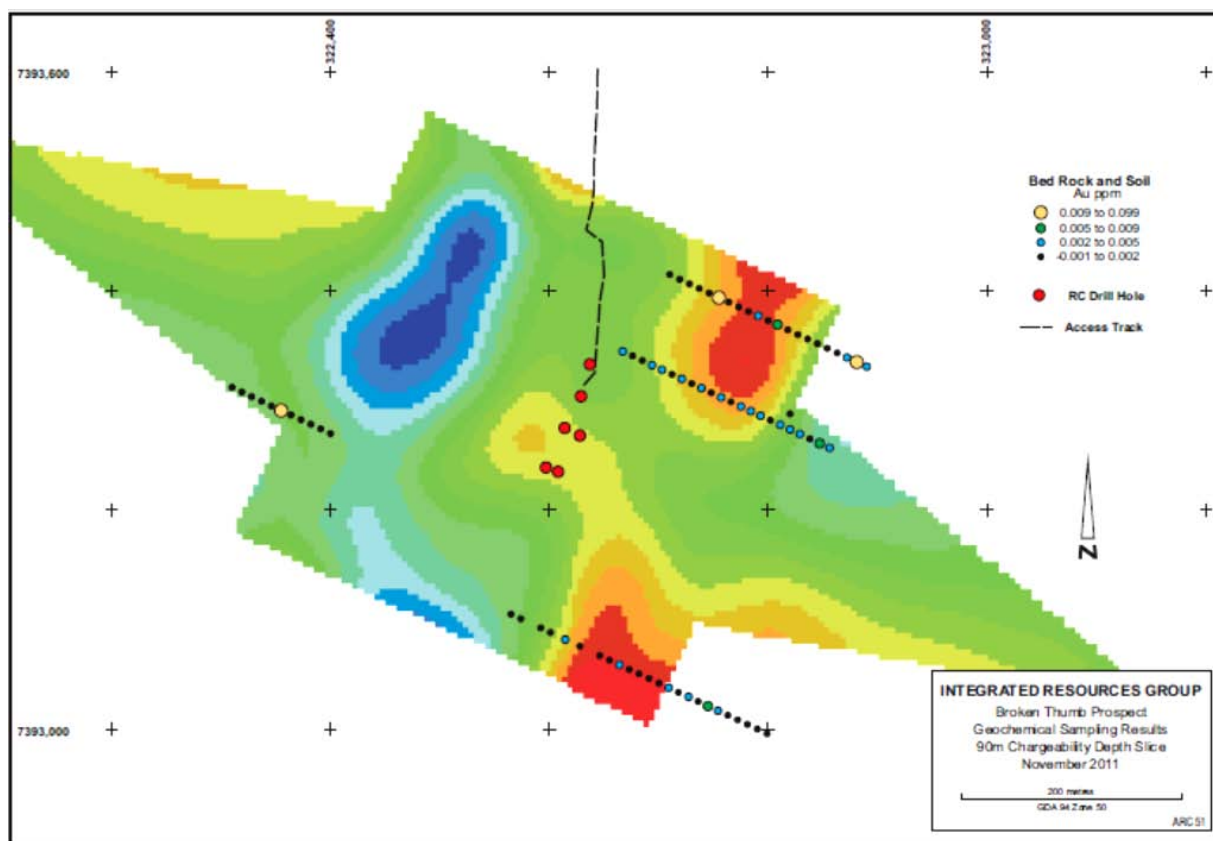 322,400
323,000
7393,600
Bed Rock and Soil
Au ppm
0.009 to 0.099
0.005 to 0.009
0.002 to 0.005
-0.001 to 0.002
RC Drill Hole
Access Track
N
7393,000
INTEGRATED RESOURCES GROUP
Broken Thumb Prospect
Geochemical Sampling Results
90m Chargeability Depth Slice
November 2011
200 metres
GDA 94 Zone 50
ARC 51